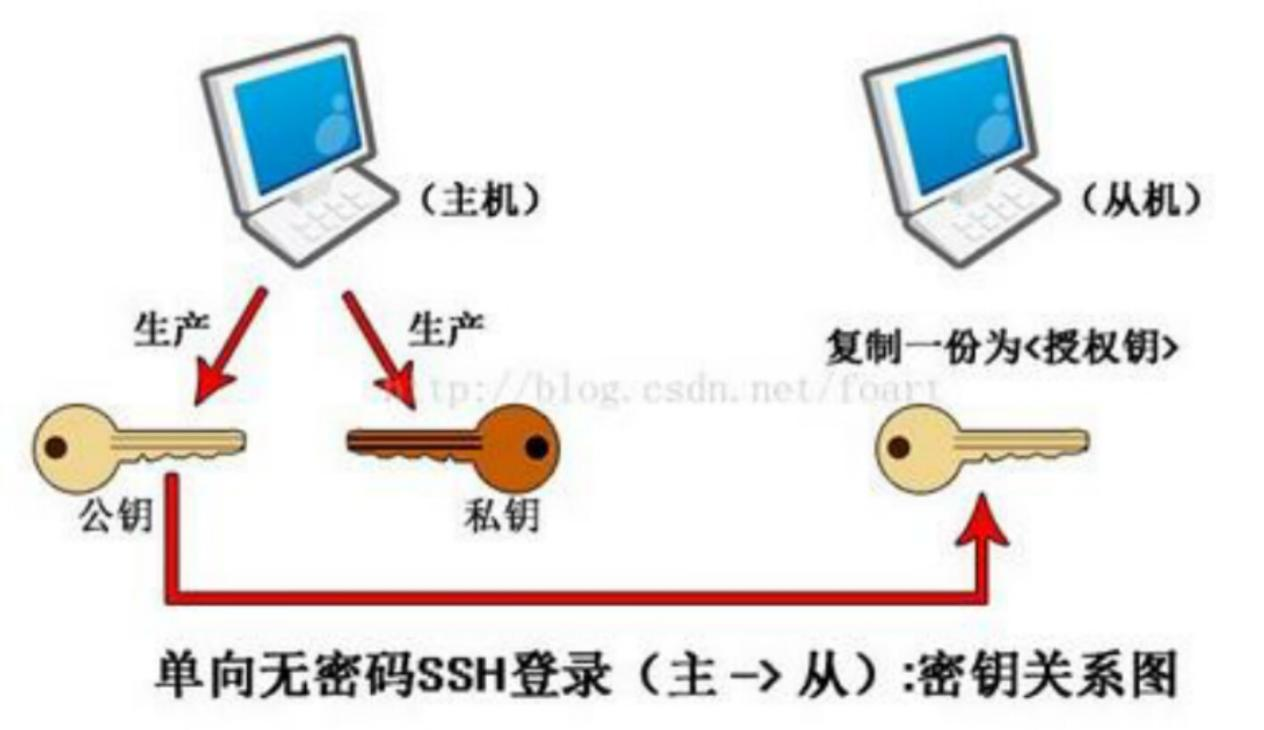 （主机）
（从机）
生产
生产
复制一份为<授权钥>
http://blog.csdn.net/foart
公钥
私钥
单向无密码SSH登录（主 –> 从）:密钥关系图